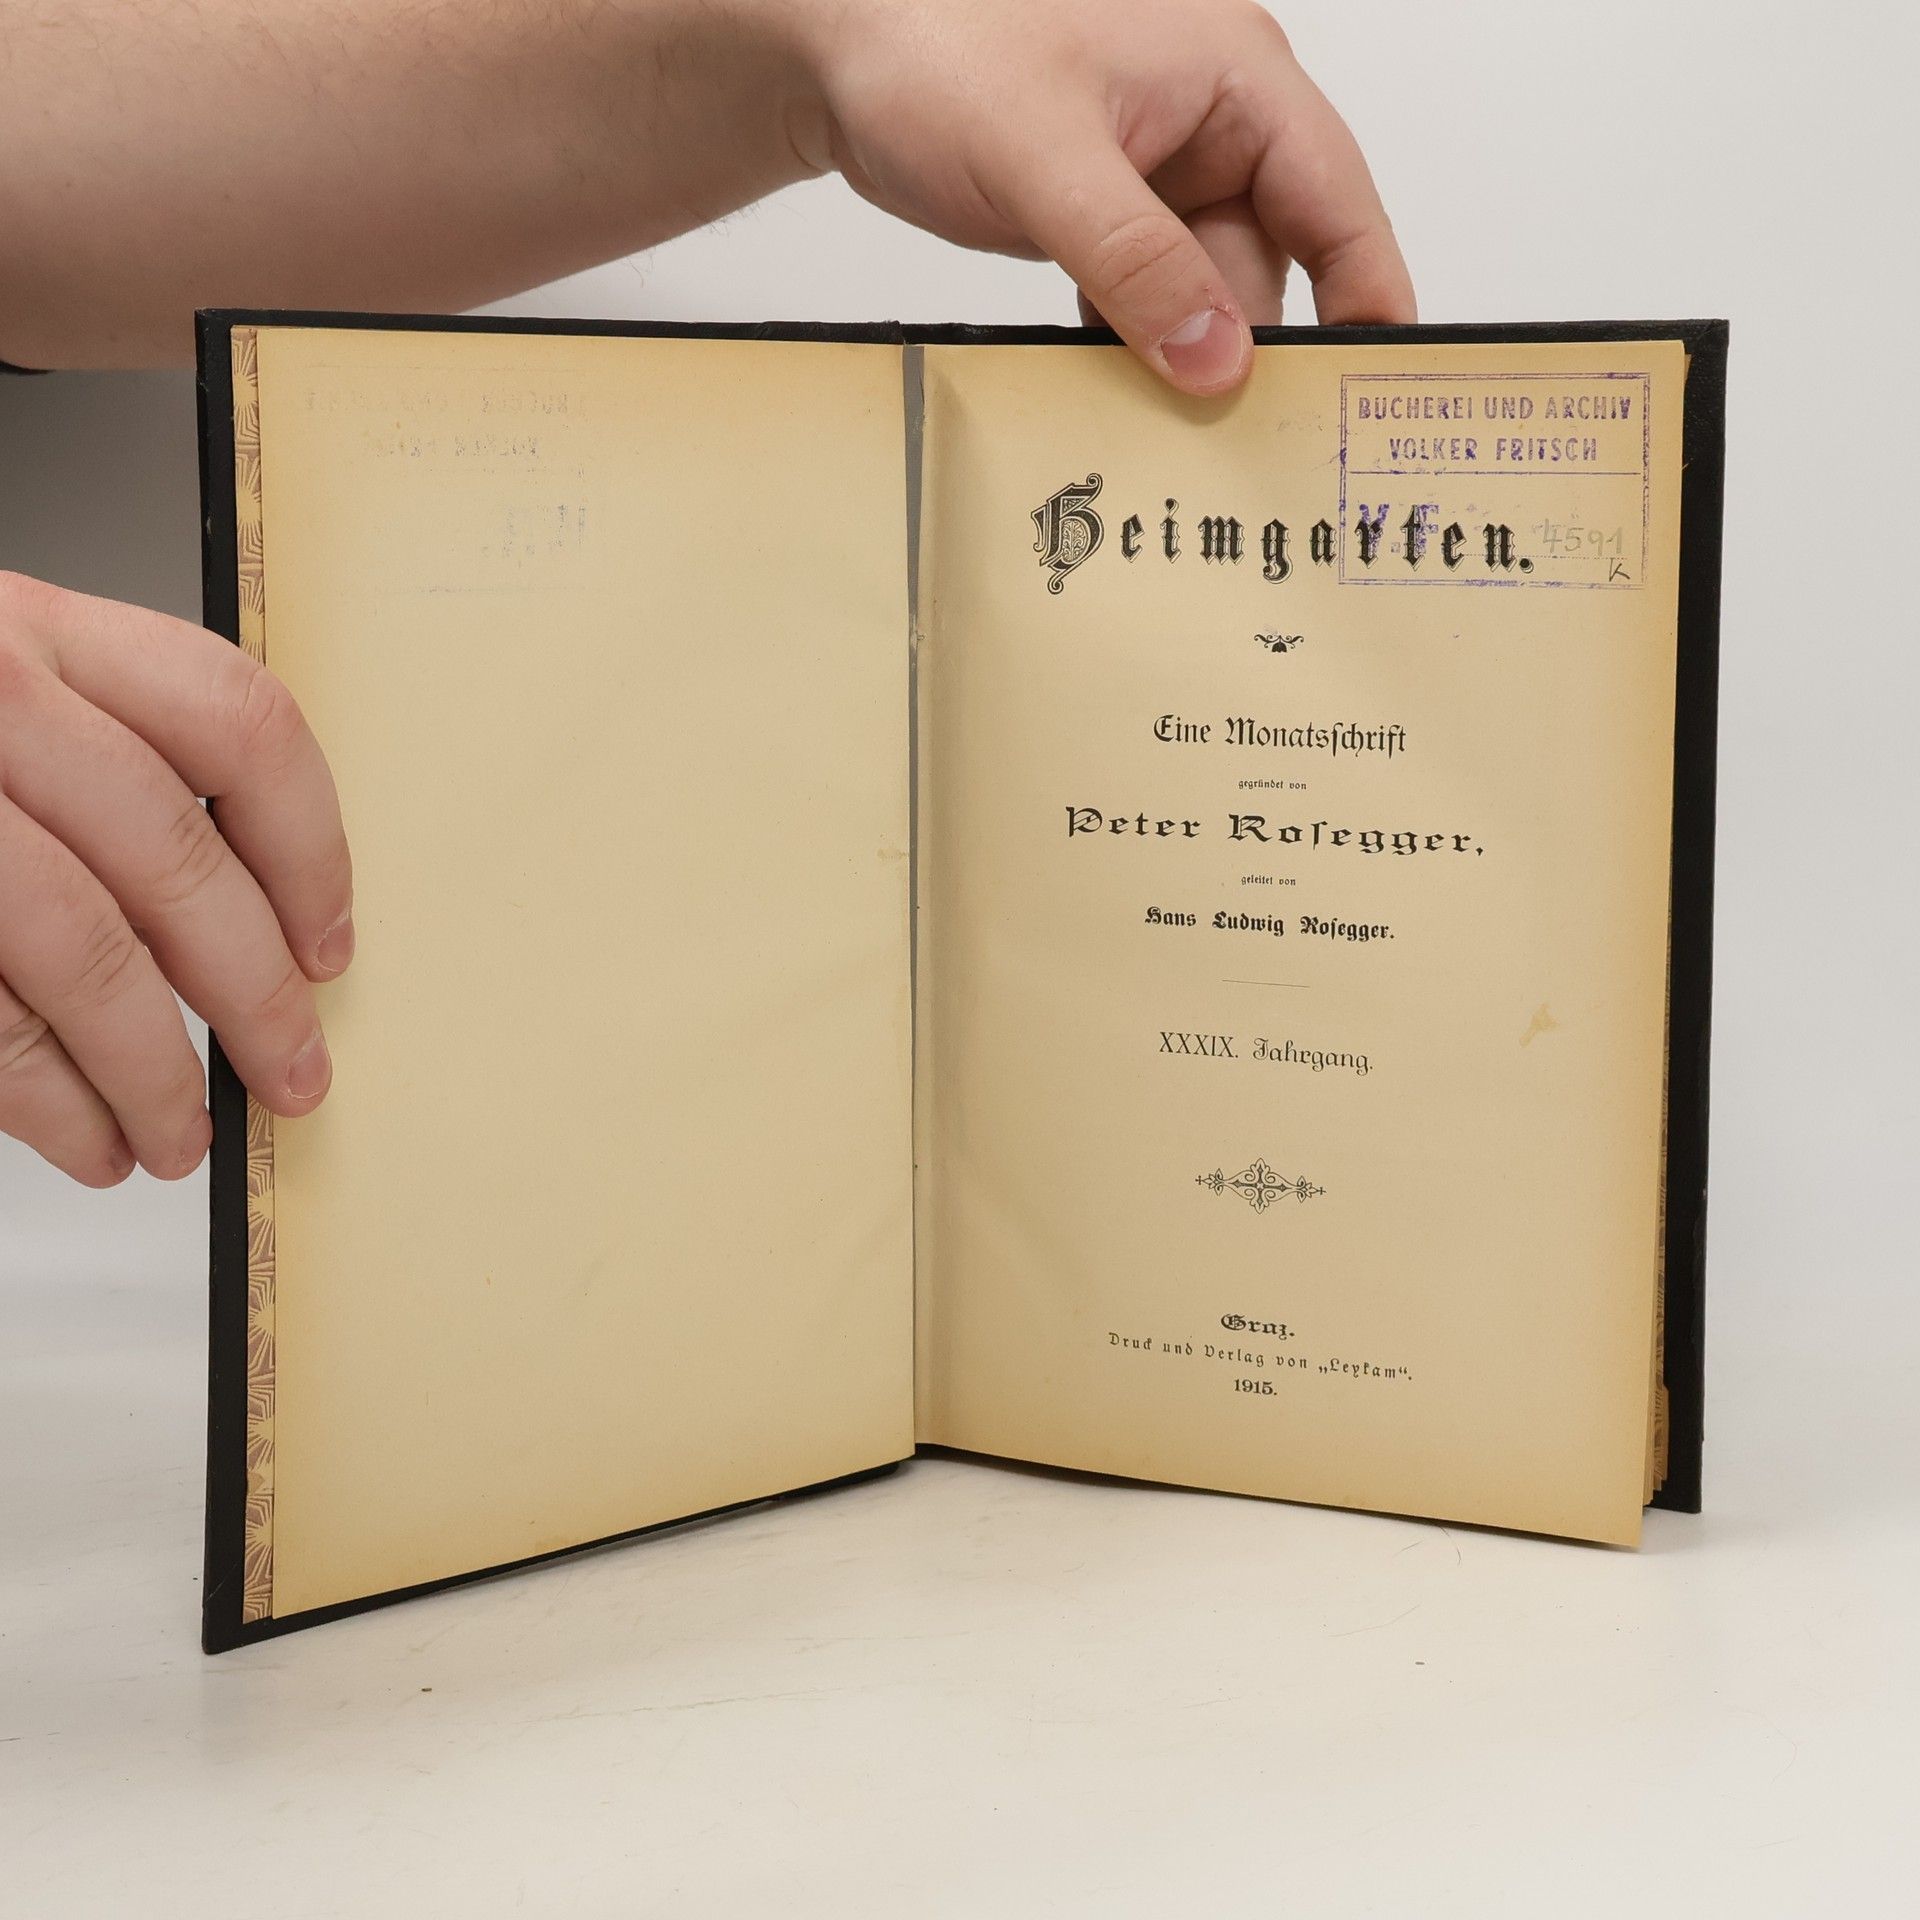 BÜCHEREI UND ARCHIV
VOLKER FRITSCH
V.F. 4591
K
Heimgarten.
Eine Monatsſchrift
gegründet von
Peter Roſegger,
geleitet von
Hans Ludwig Roſegger.
XXXIX. Jahrgang.
Graz.
Druck und Verlag von „Leykam“.
1915.